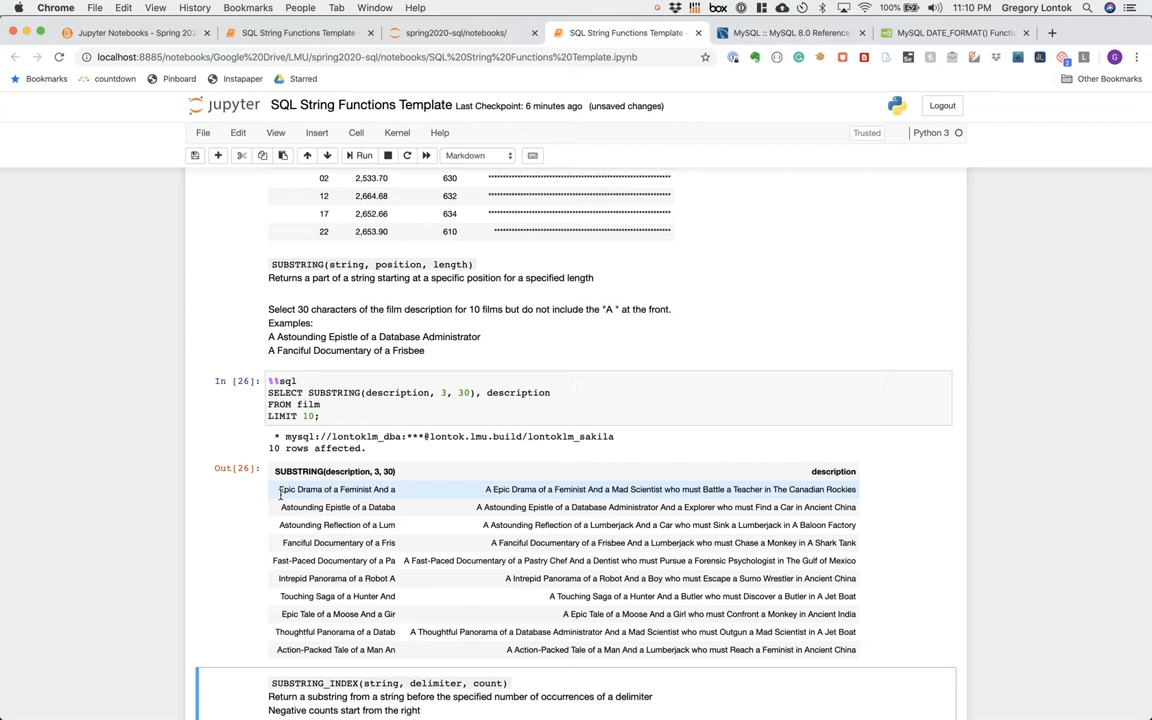 Chrome File Edit View History Bookmarks People Tab Window Help box 100% 11:10 PM Gregory Lontok
Jupyter Notebooks - Spring 202 SQL String Functions Template - spring2020-sql/notebooks/ SQL String Functions Template - MySQL :: MySQL 8.0 Reference MySQL DATE_FORMAT() Functi
localhost:8885/notebooks/Google%20Drive/LMU/spring2020-sql/notebooks/SQL%20String%20Functions%20Template.ipynb
Bookmarks countdown Pinboard Instapaper Starred Other Bookmarks
jupyter SQL String Functions Template Last Checkpoint: 6 minutes ago (unsaved changes) Logout
File Edit View Insert Cell Kernel Help Trusted Python 3
Run Markdown
02 2,533.70 630
12 2,664.68 632
17 2,652.66 634
22 2,653.90 610
SUBSTRING(string, position, length)
Returns a part of a string starting at a specific position for a specified length
Select 30 characters of the film description for 10 films but do not include the "A " at the front.
Examples:
A Astounding Epistle of a Database Administrator
A Fanciful Documentary of a Frisbee
In [26]: %%sql
SELECT SUBSTRING(description, 3, 30), description
FROM film
LIMIT 10;
* mysql://lontoklm_dba:***@lontok.lmu.build/lontoklm_sakila
10 rows affected.
Out[26]: SUBSTRING(description, 3, 30) description
Epic Drama of a Feminist And a A Epic Drama of a Feminist And a Mad Scientist who must Battle a Teacher in The Canadian Rockies
Astounding Epistle of a Databa A Astounding Epistle of a Database Administrator And a Explorer who must Find a Car in Ancient China
Astounding Reflection of a Lum A Astounding Reflection of a Lumberjack And a Car who must Sink a Lumberjack in A Baloon Factory
Fanciful Documentary of a Fris A Fanciful Documentary of a Frisbee And a Lumberjack who must Chase a Monkey in A Shark Tank
Fast-Paced Documentary of a Pa A Fast-Paced Documentary of a Pastry Chef And a Dentist who must Pursue a Forensic Psychologist in The Gulf of Mexico
Intrepid Panorama of a Robot A A Intrepid Panorama of a Robot And a Boy who must Escape a Sumo Wrestler in Ancient China
Touching Saga of a Hunter And A Touching Saga of a Hunter And a Butler who must Discover a Butler in A Jet Boat
Epic Tale of a Moose And a Gir A Epic Tale of a Moose And a Girl who must Confront a Monkey in Ancient India
Thoughtful Panorama of a Datab A Thoughtful Panorama of a Database Administrator And a Mad Scientist who must Outgun a Mad Scientist in A Jet Boat
Action-Packed Tale of a Man An A Action-Packed Tale of a Man And a Lumberjack who must Reach a Feminist in Ancient China
SUBSTRING_INDEX(string, delimiter, count)
Return a substring from a string before the specified number of occurrences of a delimiter
Negative counts start from the right